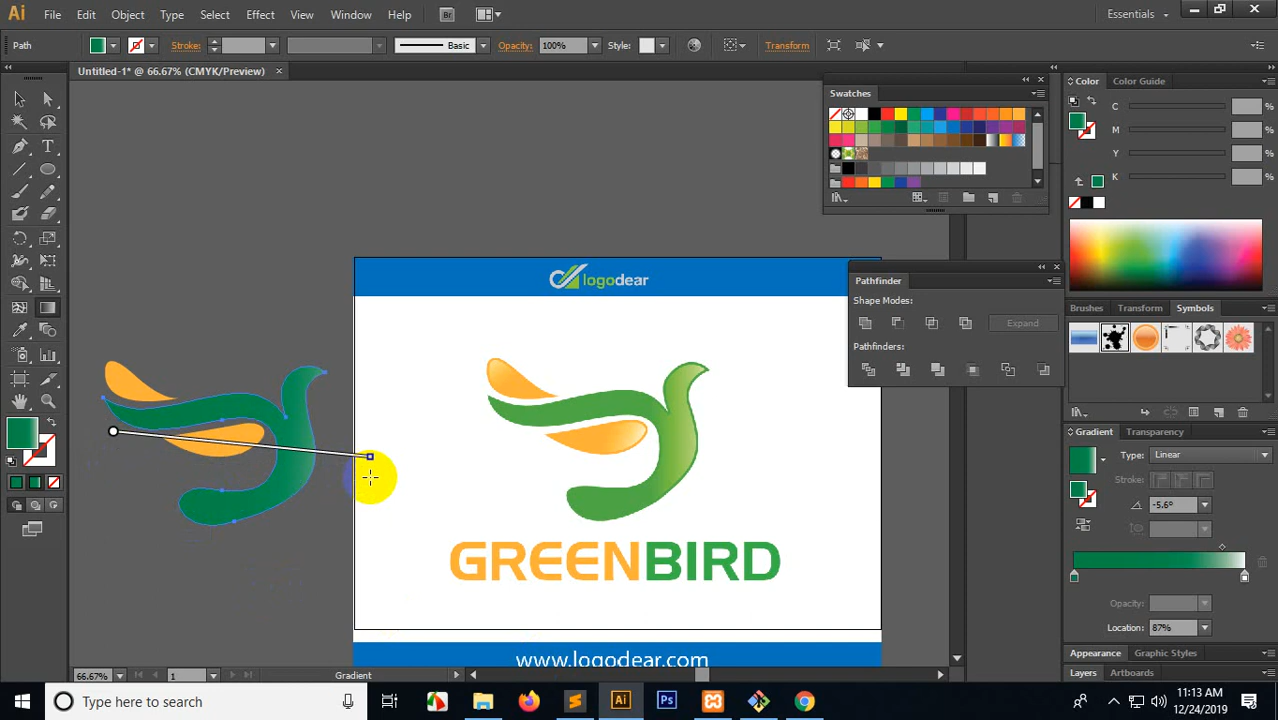 Ai File Edit Object Type Select Effect View Window Help Br Essentials
Path Stroke: Basic Opacity: 100% Style: Transform
Untitled-1* @ 66.67% (CMYK/Preview)
Swatches
Color Color Guide
C %
M %
Y %
K %
logodear
Pathfinder
Shape Modes:
Expand
Pathfinders:
Brushes Transform Symbols
Gradient Transparency
Type: Linear
Stroke:
-5.6°
Opacity:
Location: 87%
GREENBIRD
www.logodear.com
Appearance Graphic Styles
Layers Artboards
66.67% 1 Gradient
Type here to search
Ai Ps
11:13 AM
12/24/2019